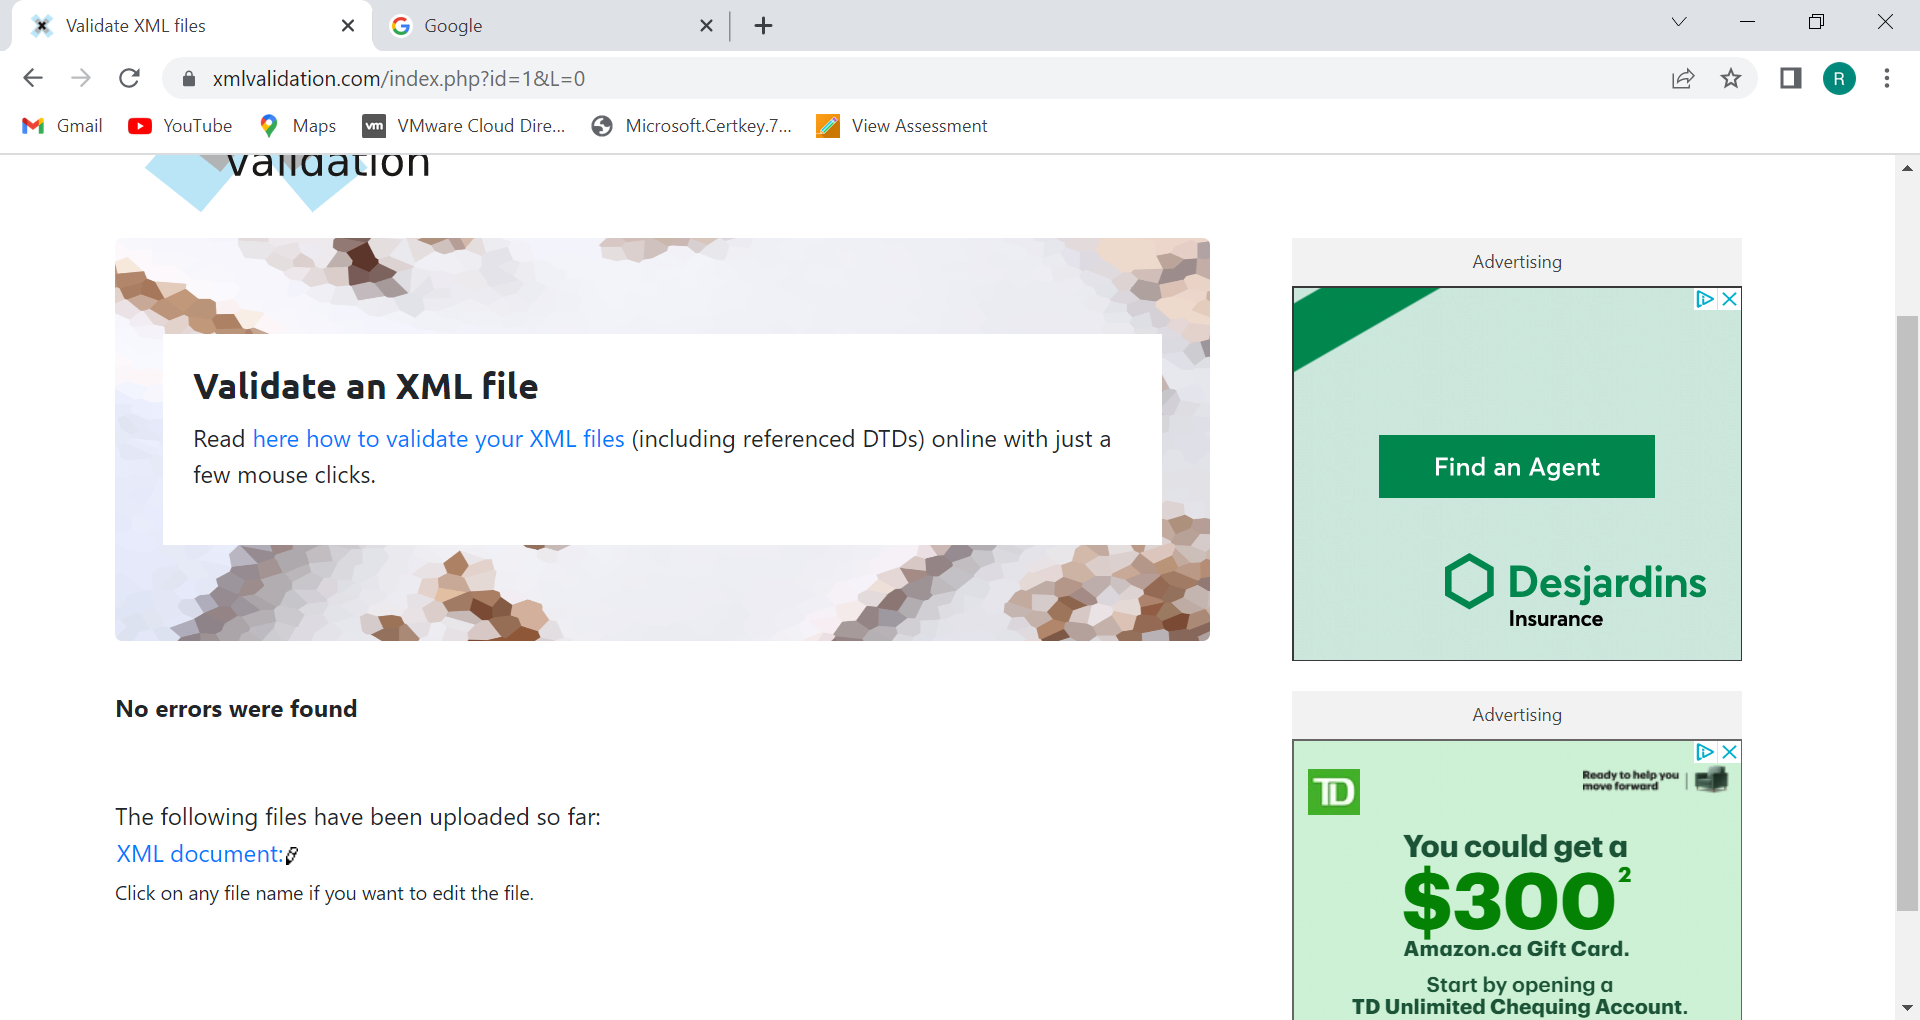 Validate XML files
Google
xmlvalidation.com/index.php?id=1&L=0
R
Gmail
YouTube
Maps
vm
VMware Cloud Dire...
Microsoft.Certkey.7...
View Assessment
validation
Advertising
Validate an XML file
Read here how to validate your XML files (including referenced DTDs) online with just a
few mouse clicks.
Find an Agent
Desjardins
Insurance
No errors were found
The following files have been uploaded so far:
XML document:
Click on any file name if you want to edit the file.
Advertising
TD
Ready to help you
move forward
You could get a
$300²
Amazon.ca Gift Card.
Start by opening a
TD Unlimited Chequing Account.